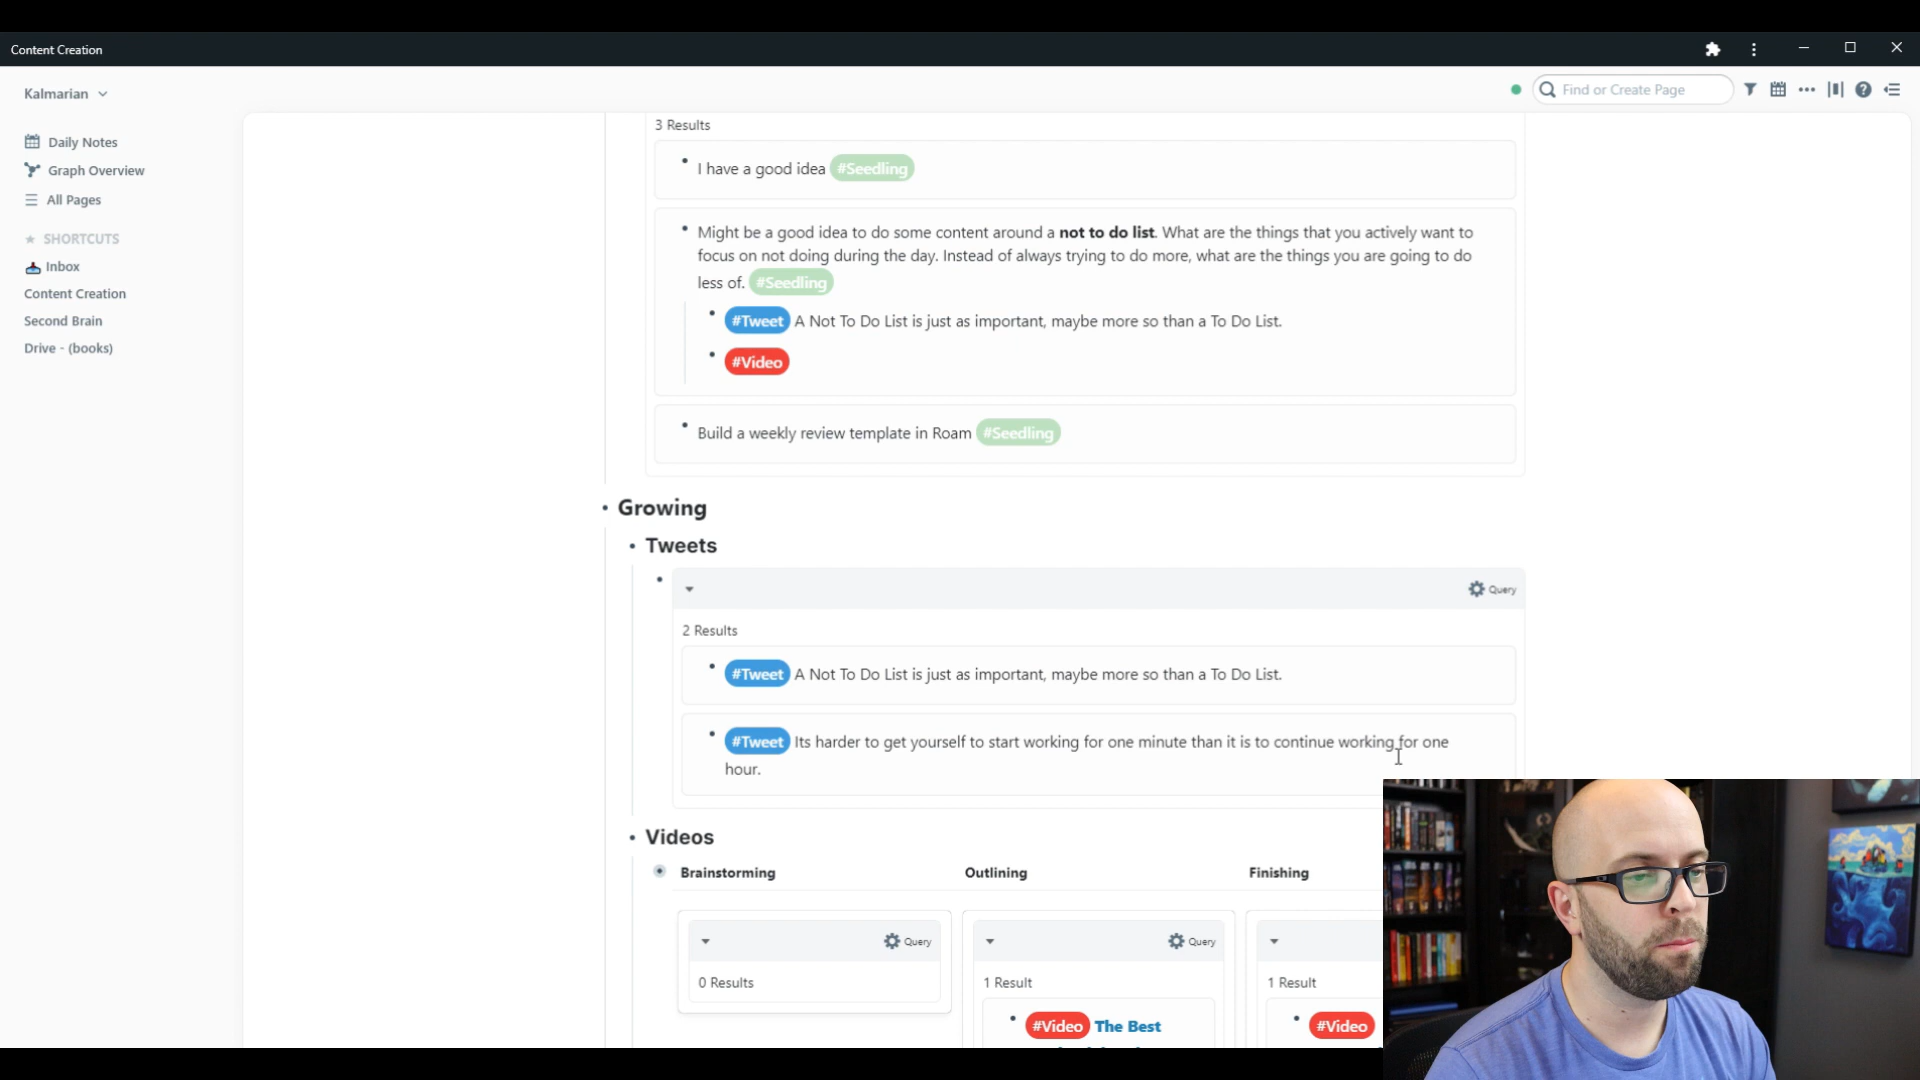 Content Creation
Kalmarian
Find or Create Page
Daily Notes
Graph Overview
All Pages
SHORTCUTS
Inbox
Content Creation
Second Brain
Drive - (books)
3 Results
I have a good idea #Seedling
Might be a good idea to do some content around a not to do list. What are the things that you actively want to
focus on not doing during the day. Instead of always trying to do more, what are the things you are going to do
less of. #Seedling
#Tweet A Not To Do List is just as important, maybe more so than a To Do List.
#Video
Build a weekly review template in Roam #Seedling
Growing
Tweets
Query
2 Results
#Tweet A Not To Do List is just as important, maybe more so than a To Do List.
#Tweet Its harder to get yourself to start working for one minute than it is to continue working for one
hour.
Videos
Brainstorming
Outlining
Finishing
Query
Query
0 Results
1 Result
1 Result
#Video The Best
#Video